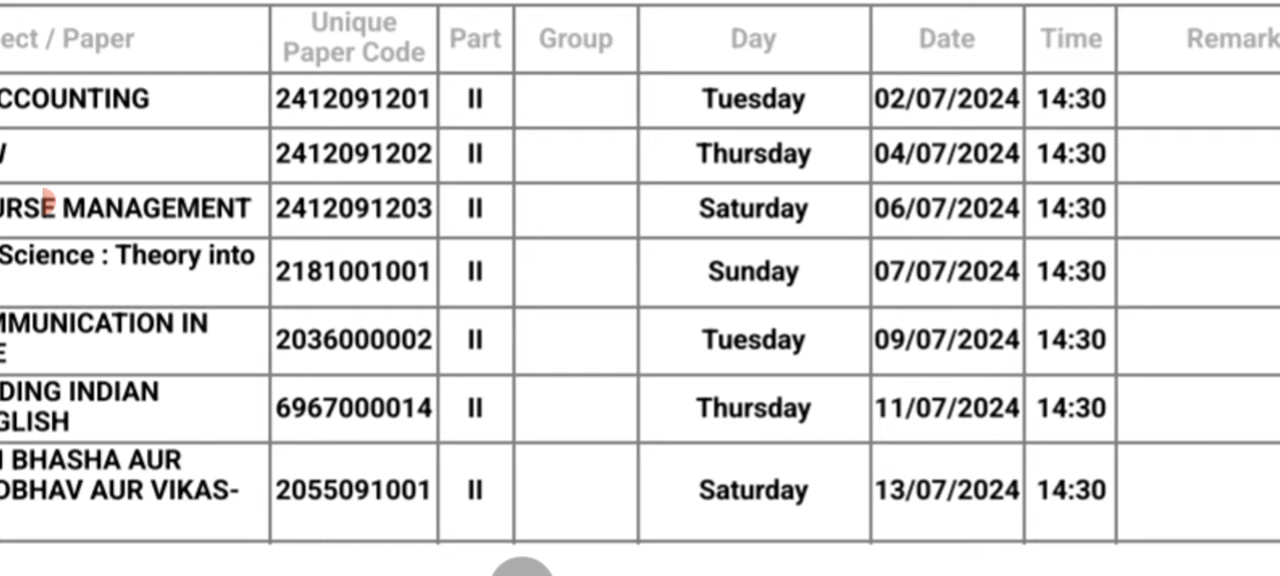 ect / Paper Unique Paper Code Part Group Day Date Time Remark
CCOUNTING 2412091201 II Tuesday 02/07/2024 14:30
W 2412091202 II Thursday 04/07/2024 14:30
URSE MANAGEMENT 2412091203 II Saturday 06/07/2024 14:30
Science : Theory into 2181001001 II Sunday 07/07/2024 14:30
MMUNICATION IN
E 2036000002 II Tuesday 09/07/2024 14:30
DING INDIAN
GLISH 6967000014 II Thursday 11/07/2024 14:30
I BHASHA AUR
DBHAV AUR VIKAS- 2055091001 II Saturday 13/07/2024 14:30